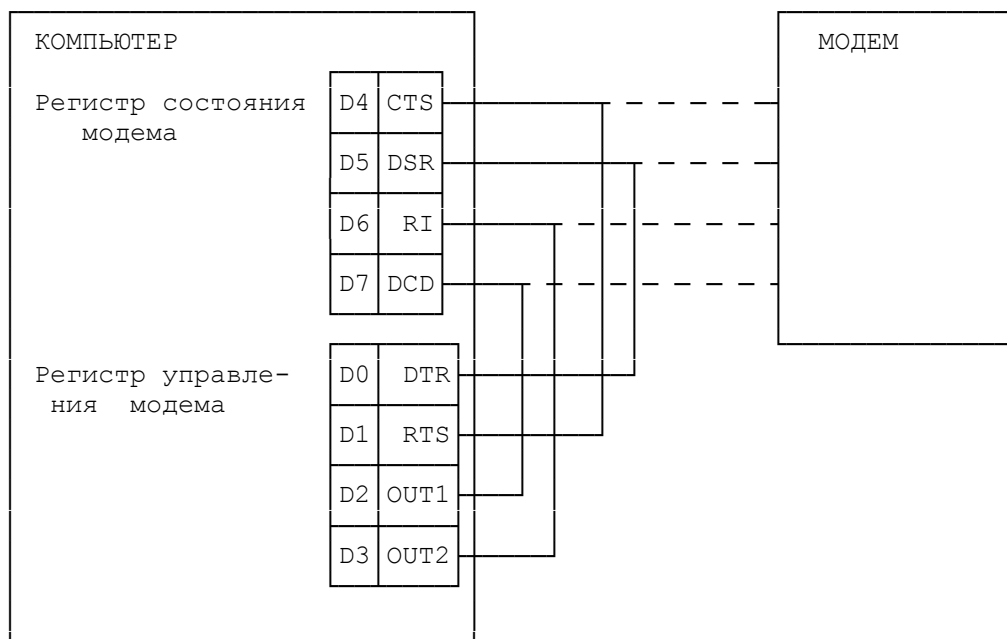 КОМПЬЮТЕР
МОДЕМ
Регистр состояния
модема
D4 CTS
D5 DSR
D6 RI
D7 DCD
Регистр управле-
ния модема
D0 DTR
D1 RTS
D2 OUT1
D3 OUT2